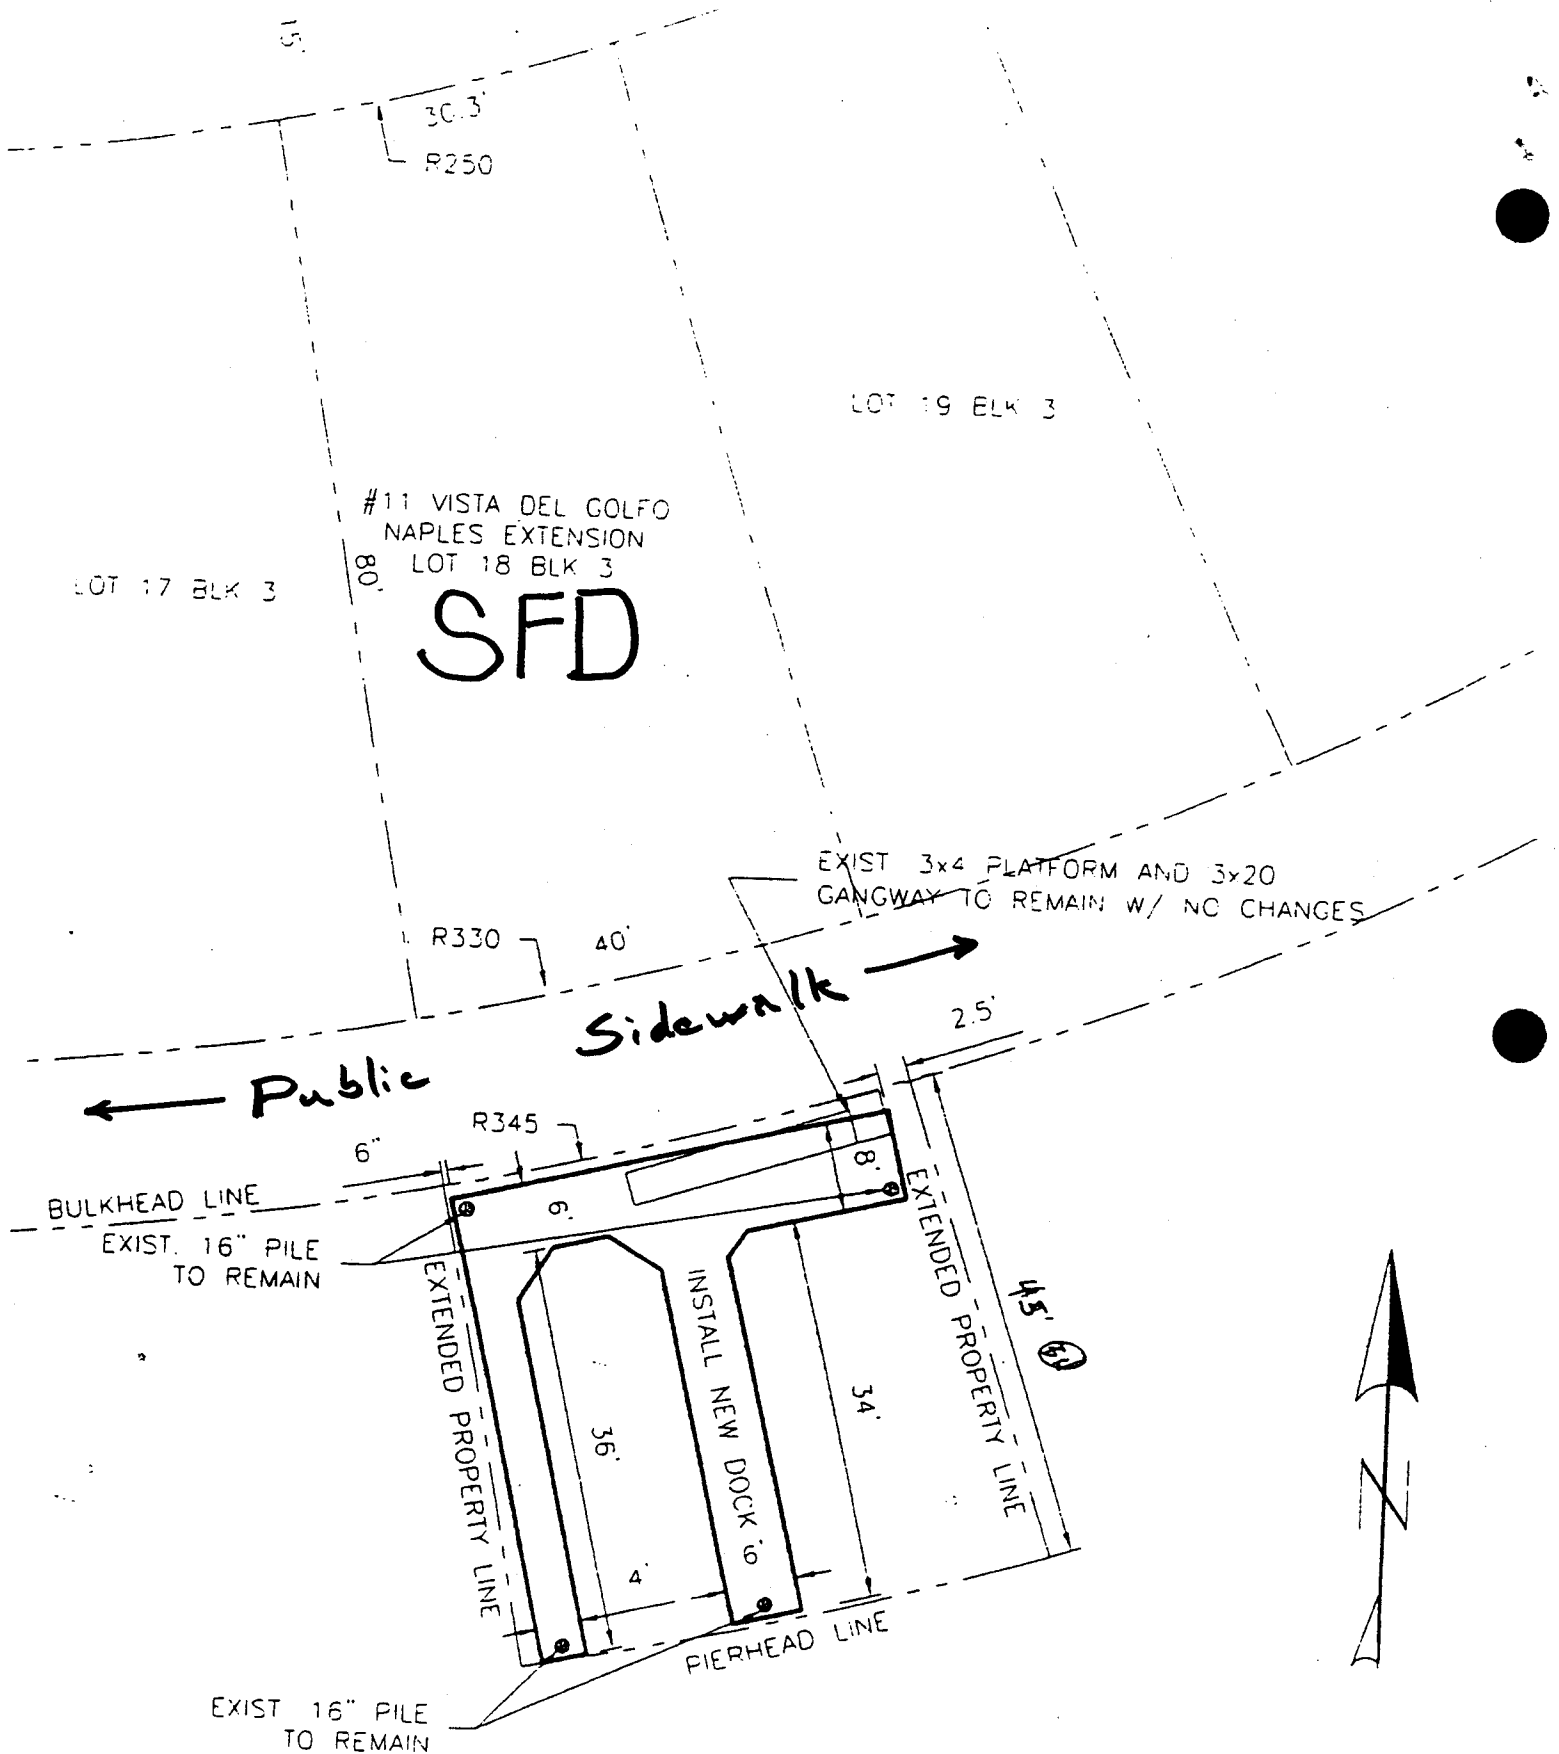 15'
30.3'
R250
LOT 19 BLK 3
#11 VISTA DEL GOLFO
NAPLES EXTENSION
LOT 18 BLK 3
LOT 17 BLK 3
80'
SFD
EXIST 3x4 PLATFORM AND 3x20
GANGWAY TO REMAIN W/ NO CHANGES
R330
40'
Public Sidewalk
2.5'
R345
6"
8'
BULKHEAD LINE
6'
EXIST. 16" PILE
TO REMAIN
EXTENDED PROPERTY LINE
EXTENDED PROPERTY LINE
INSTALL NEW DOCK
45'
34'
36'
4'
6'
PIERHEAD LINE
N
EXIST 16" PILE
TO REMAIN